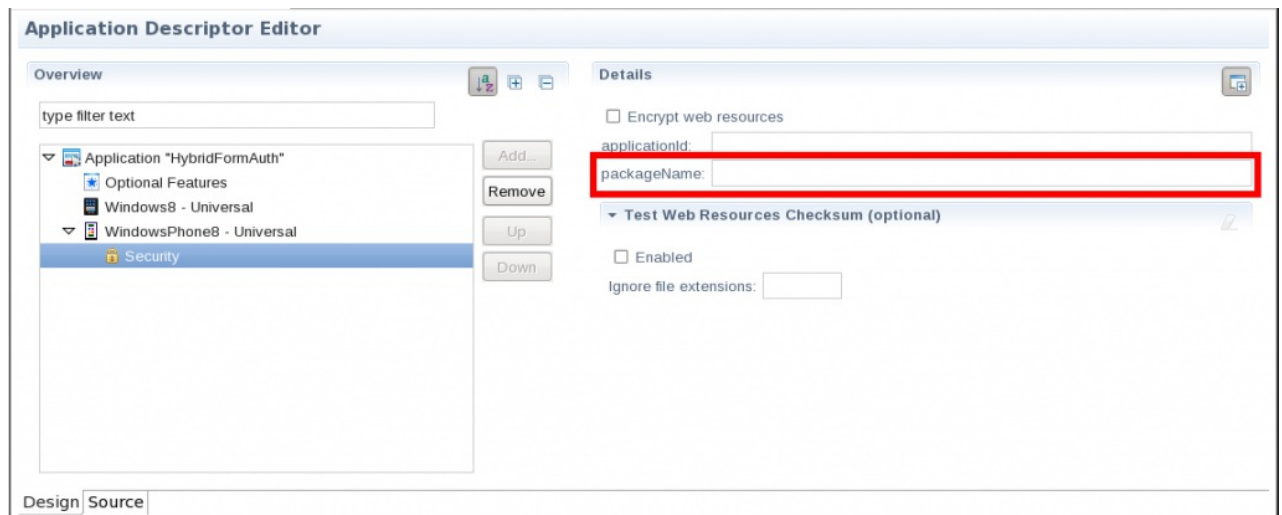 Application Descriptor Editor
Overview
type filter text
Application "HybridFormAuth"
Optional Features
Windows8 - Universal
WindowsPhone8 - Universal
Security
Add...
Remove
Up
Down
Details
Encrypt web resources
applicationId:
packageName:
Test Web Resources Checksum (optional)
Enabled
Ignore file extensions:
Design Source